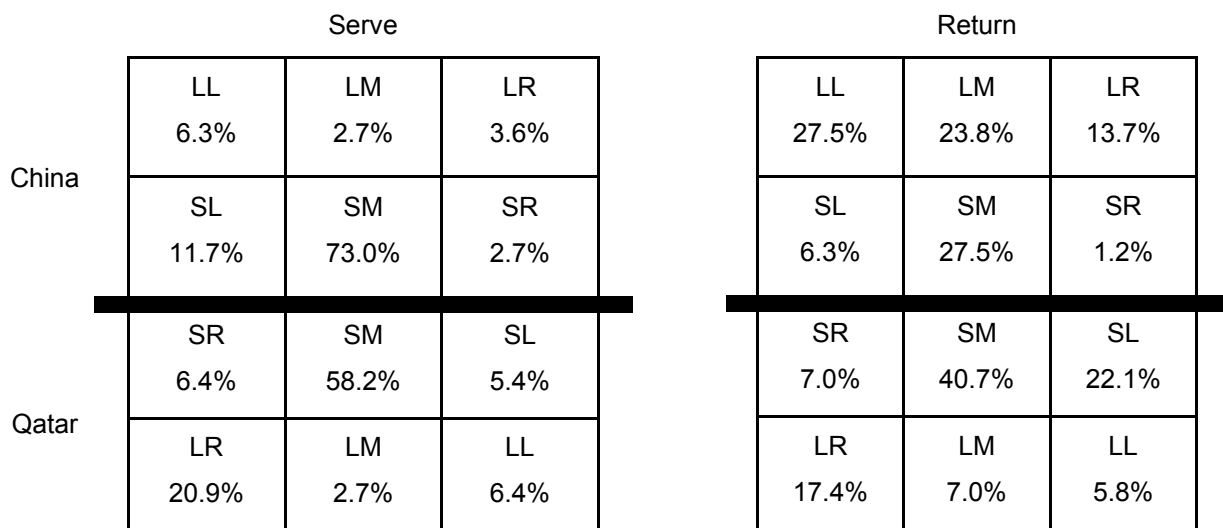 Serve Return
LL LM LR LL LM LR
6.3% 2.7% 3.6% 27.5% 23.8% 13.7%
China
SL SM SR SL SM SR
11.7% 73.0% 2.7% 6.3% 27.5% 1.2%
SR SM SL SR SM SL
6.4% 58.2% 5.4% 7.0% 40.7% 22.1%
Qatar
LR LM LL LR LM LL
20.9% 2.7% 6.4% 17.4% 7.0% 5.8%